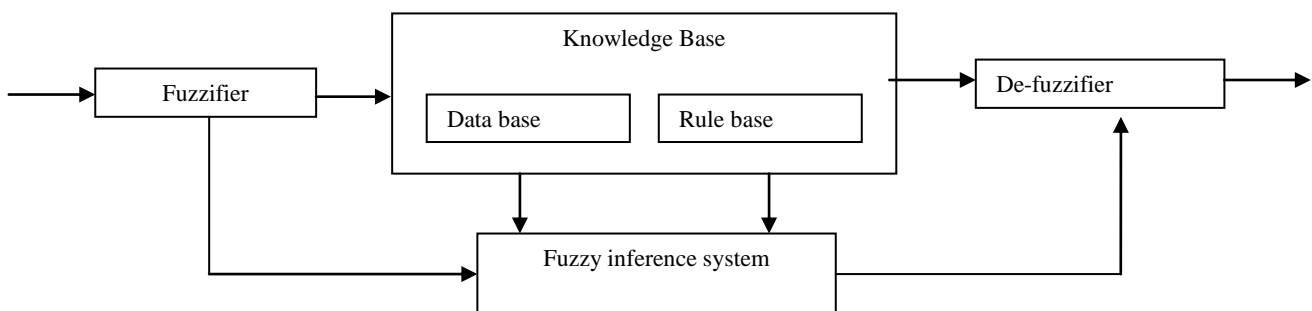 Knowledge Base
Fuzzifier
De-fuzzifier
Data base
Rule base
Fuzzy inference system